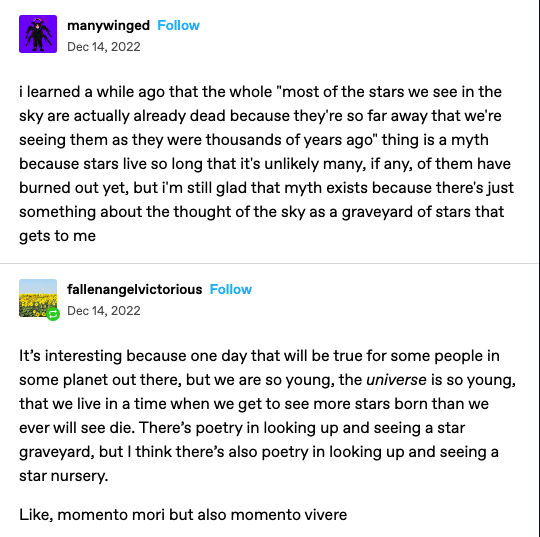 manywinged Follow
Dec 14, 2022
i learned a while ago that the whole "most of the stars we see in the
sky are actually already dead because they're so far away that we're
seeing them as they were thousands of years ago" thing is a myth
because stars live so long that it's unlikely many, if any, of them have
burned out yet, but i'm still glad that myth exists because there's just
something about the thought of the sky as a graveyard of stars that
gets to me
fallenangelvictorious Follow
Dec 14, 2022
It’s interesting because one day that will be true for some people in
some planet out there, but we are so young, the universe is so young,
that we live in a time when we get to see more stars born than we
ever will see die. There’s poetry in looking up and seeing a star
graveyard, but I think there’s also poetry in looking up and seeing a
star nursery.
Like, momento mori but also momento vivere